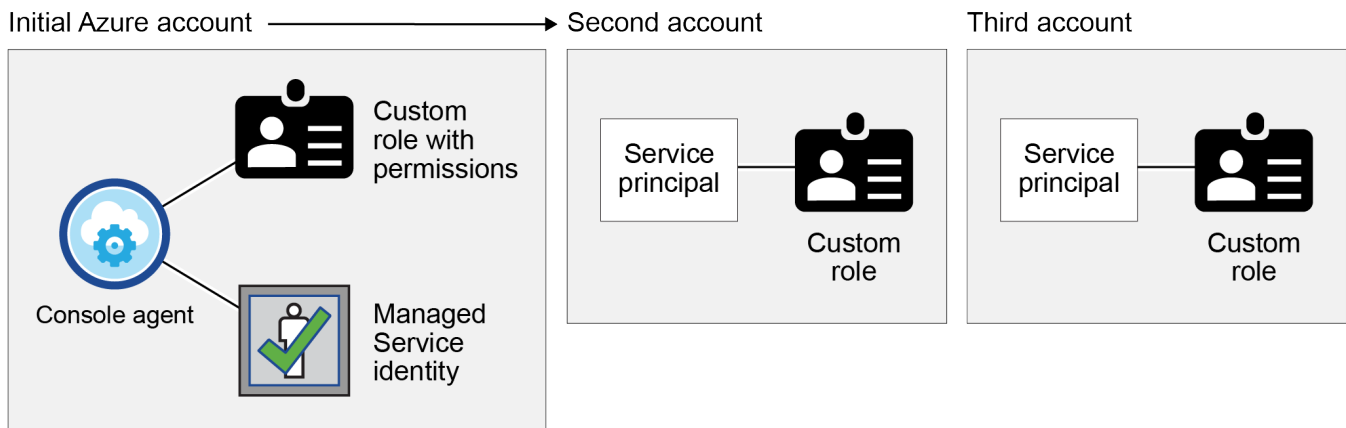 Initial Azure account
Second account
Third account
Custom
role with
permissions
Console agent
Managed
Service
identity
Service
principal
Custom
role
Service
principal
Custom
role